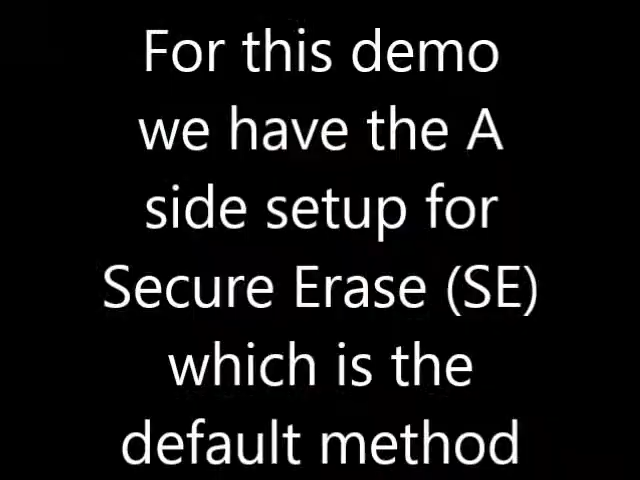 For this demo
we have the A
side setup for
Secure Erase (SE)
which is the
default method